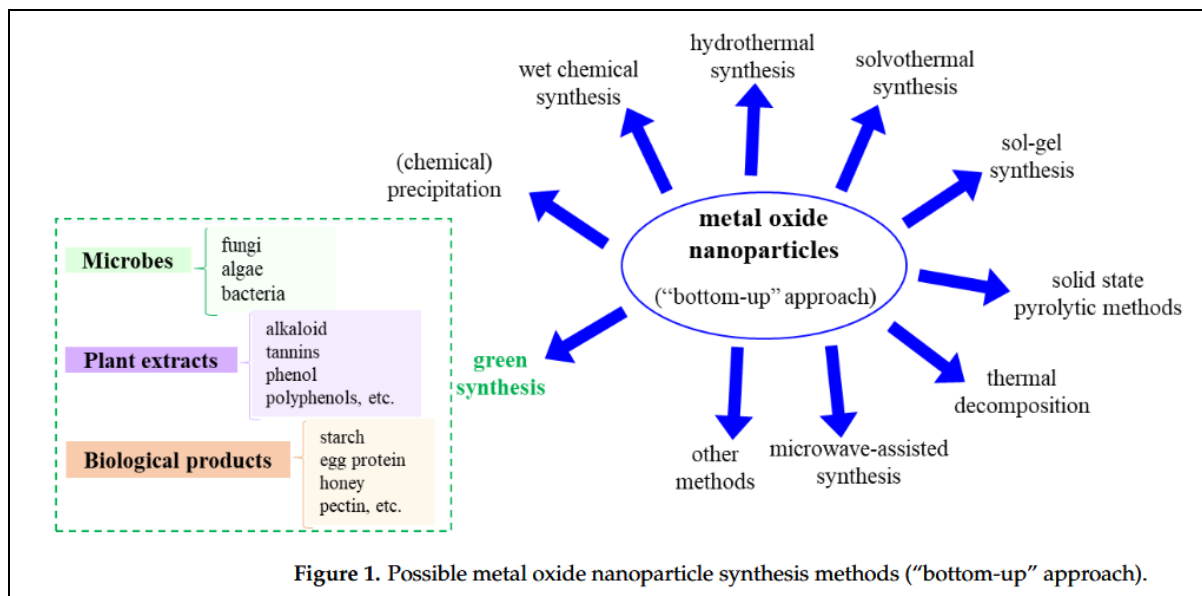 hydrothermal
synthesis
solvothermal
synthesis
wet chemical
synthesis
sol-gel
synthesis
(chemical)
precipitation
metal oxide
nanoparticles
(“bottom-up” approach)
solid state
pyrolytic methods
thermal
decomposition
microwave-assisted
synthesis
other
methods
green
synthesis
Microbes
fungi
algae
bacteria
Plant extracts
alkaloid
tannins
phenol
polyphenols, etc.
Biological products
starch
egg protein
honey
pectin, etc.
Figure 1. Possible metal oxide nanoparticle synthesis methods (“bottom-up” approach).